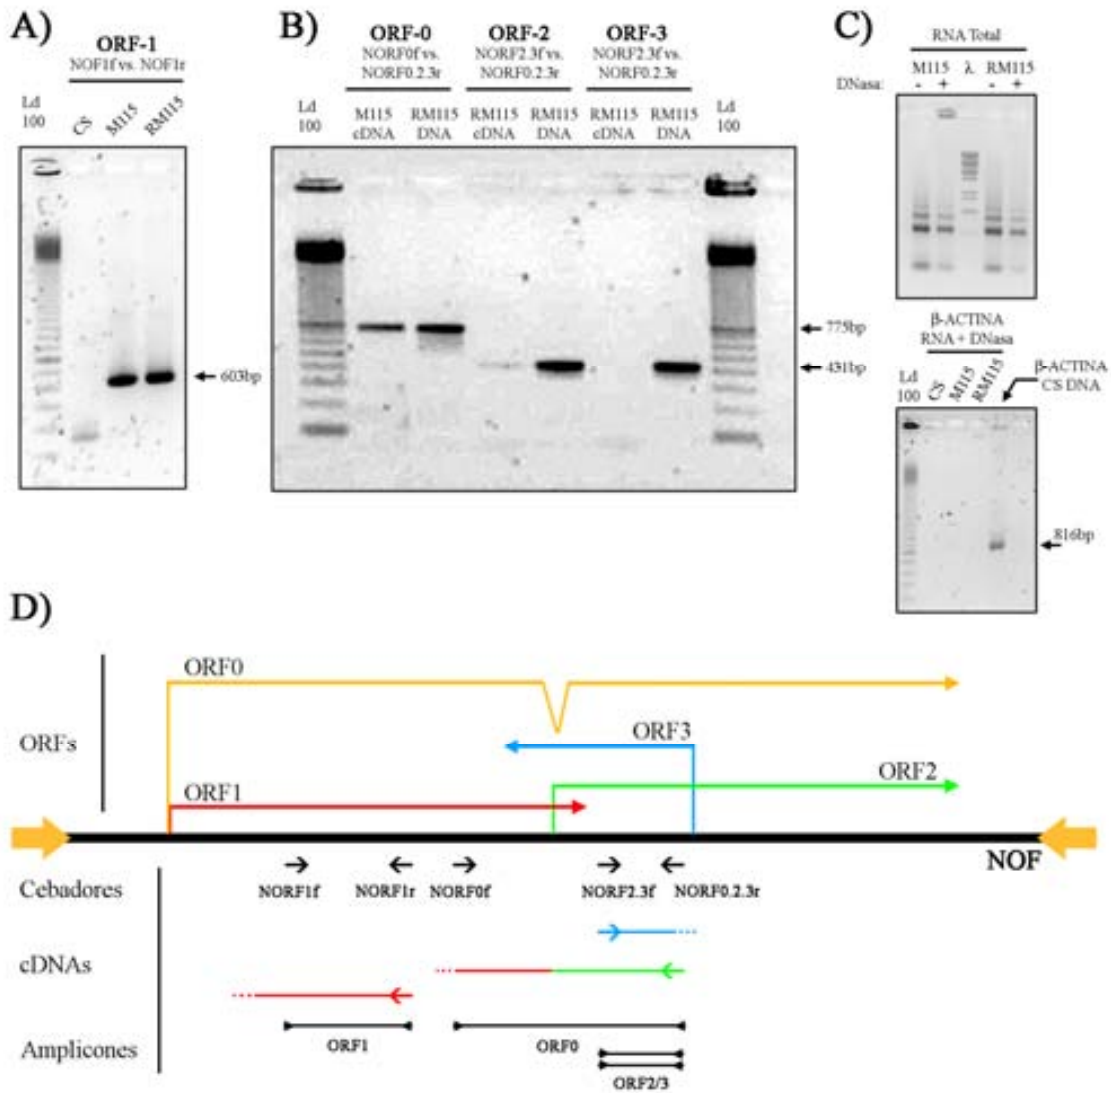 A)
ORF-1
NOF1f vs. NOF1r
Ld
100
CS
M115
RM115
603bp
B)
ORF-0
NORF0f vs.
NORF0.2.3r
ORF-2
NORF2.3f vs.
NORF0.2.3r
ORF-3
NORF2.3f vs.
NORF0.2.3r
Ld
100
M115
cDNA
RM115
DNA
RM115
cDNA
RM115
DNA
RM115
cDNA
RM115
DNA
Ld
100
775bp
431bp
C)
RNA Total
M115 λ RM115
DNasa: - + - +
β-ACTINA
RNA + DNasa
Ld
100
CS
M115
RM115
β-ACTINA
CS DNA
816bp
D)
ORFs
ORF0
ORF3
ORF2
ORF1
NOF
Cebadores
NORF1f
NORF1r
NORF0f
NORF2.3f
NORF0.2.3r
cDNAs
Amplicones
ORF1
ORF0
ORF2/3